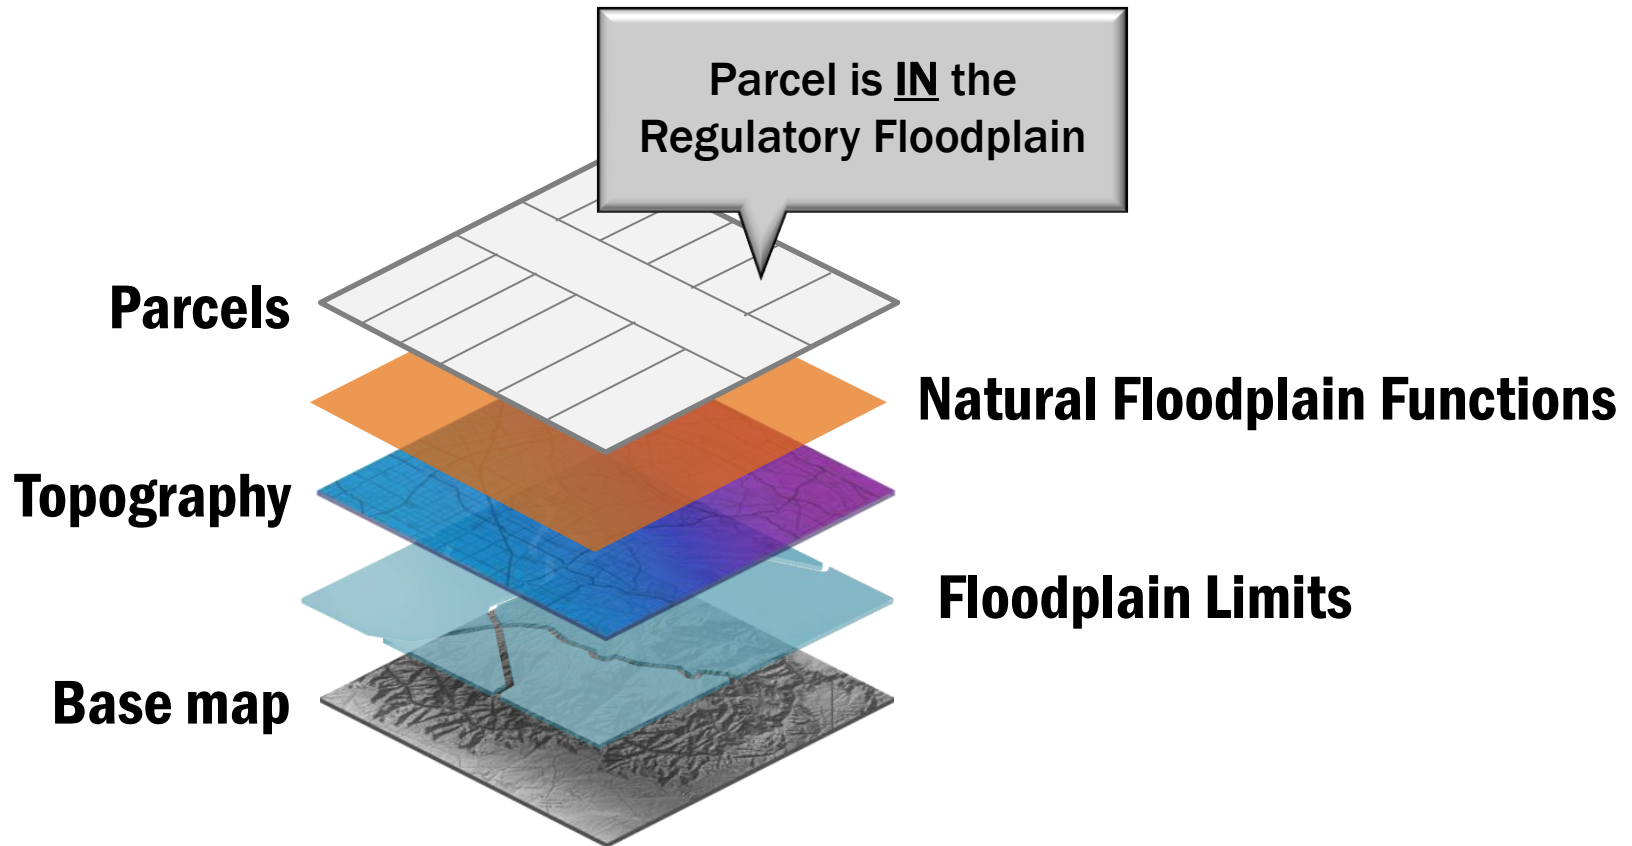 Parcel is IN the
Regulatory Floodplain
Parcels
Natural Floodplain Functions
Topography
Floodplain Limits
Base map